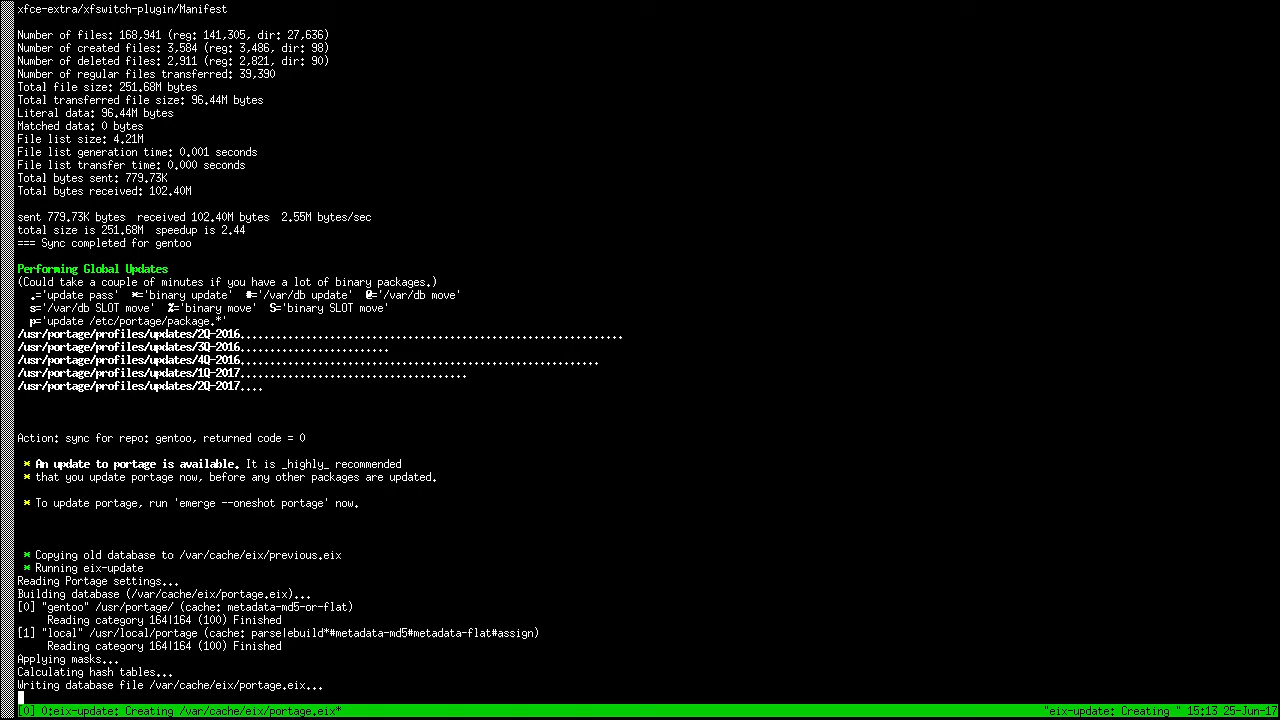 xfce-extra/xfswitch-plugin/Manifest
Number of files: 168,941 (reg: 141,305, dir: 27,636)
Number of created files: 3,584 (reg: 3,486, dir: 98)
Number of deleted files: 2,911 (reg: 2,821, dir: 90)
Number of regular files transferred: 39,390
Total file size: 251.68M bytes
Total transferred file size: 96.44M bytes
Literal data: 96.44M bytes
Matched data: 0 bytes
File list size: 4.21M
File list generation time: 0.001 seconds
File list transfer time: 0.000 seconds
Total bytes sent: 779.73K
Total bytes received: 102.40M
sent 779.73K bytes  received 102.40M bytes  2.55M bytes/sec
total size is 251.68M  speedup is 2.44
=== Sync completed for gentoo
Performing Global Updates
(Could take a couple of minutes if you have a lot of binary packages.)
  .='update pass'  *='binary update'  #='/var/db update'  @='/var/db move'
  s='/var/db SLOT move'  %='binary move'  S='binary SLOT move'
  p='update /etc/portage/package.*'
/usr/portage/profiles/updates/2Q-2016................................................................
/usr/portage/profiles/updates/3Q-2016.........................
/usr/portage/profiles/updates/4Q-2016............................................................
/usr/portage/profiles/updates/1Q-2017......................................
/usr/portage/profiles/updates/2Q-2017....
Action: sync for repo: gentoo, returned code = 0
 * An update to portage is available. It is _highly_ recommended
 * that you update portage now, before any other packages are updated.
 * To update portage, run 'emerge --oneshot portage' now.
 * Copying old database to /var/cache/eix/previous.eix
 * Running eix-update
Reading Portage settings...
Building database (/var/cache/eix/portage.eix)...
[0] "gentoo" /usr/portage/ (cache: metadata-md5-or-flat)
     Reading category 164|164 (100) Finished
[1] "local" /usr/local/portage (cache: parse|ebuild*#metadata-md5#metadata-flat#assign)
     Reading category 164|164 (100) Finished
Applying masks...
Calculating hash tables...
Writing database file /var/cache/eix/portage.eix...
[0] 0:eix-update: Creating /var/cache/eix/portage.eix* "eix-update: Creating " 15:13 25-Jun-17